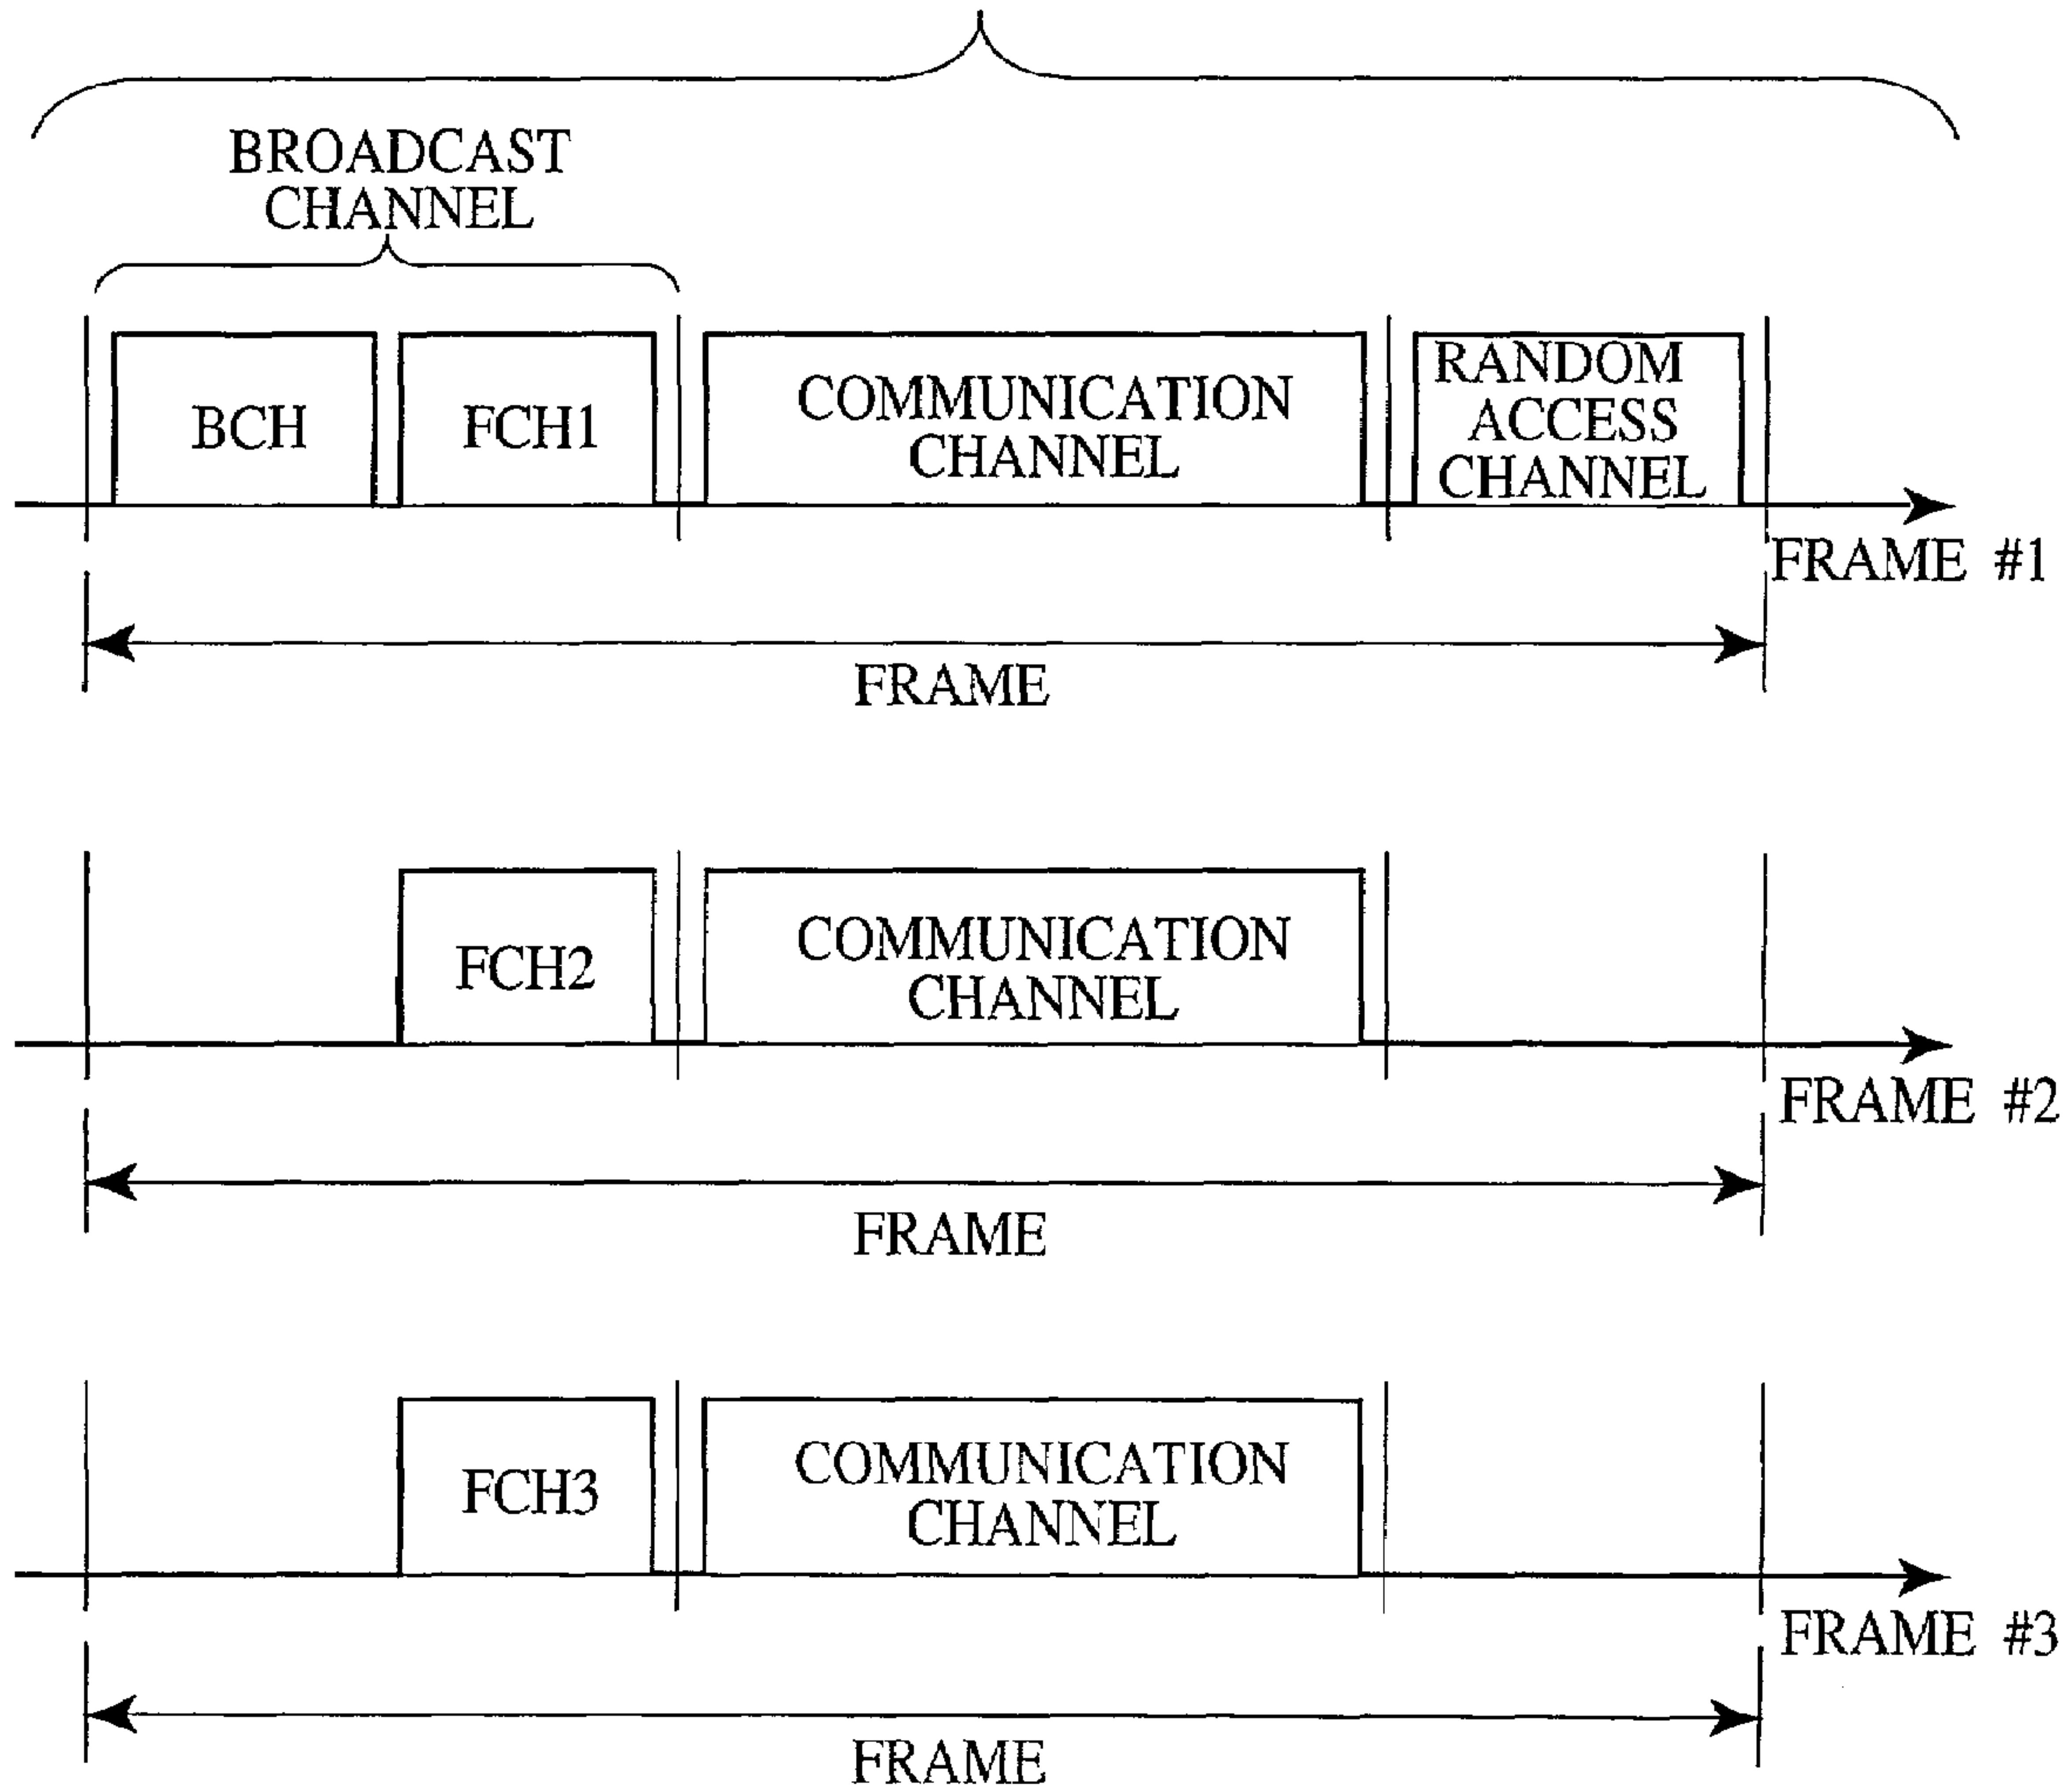 BROADCAST
CHANNEL
BCH
FCH1
COMMUNICATION
CHANNEL
RANDOM
ACCESS
CHANNEL
FRAME #1
FRAME
FCH2
COMMUNICATION
CHANNEL
FRAME #2
FRAME
FCH3
COMMUNICATION
CHANNEL
FRAME #3
FRAME